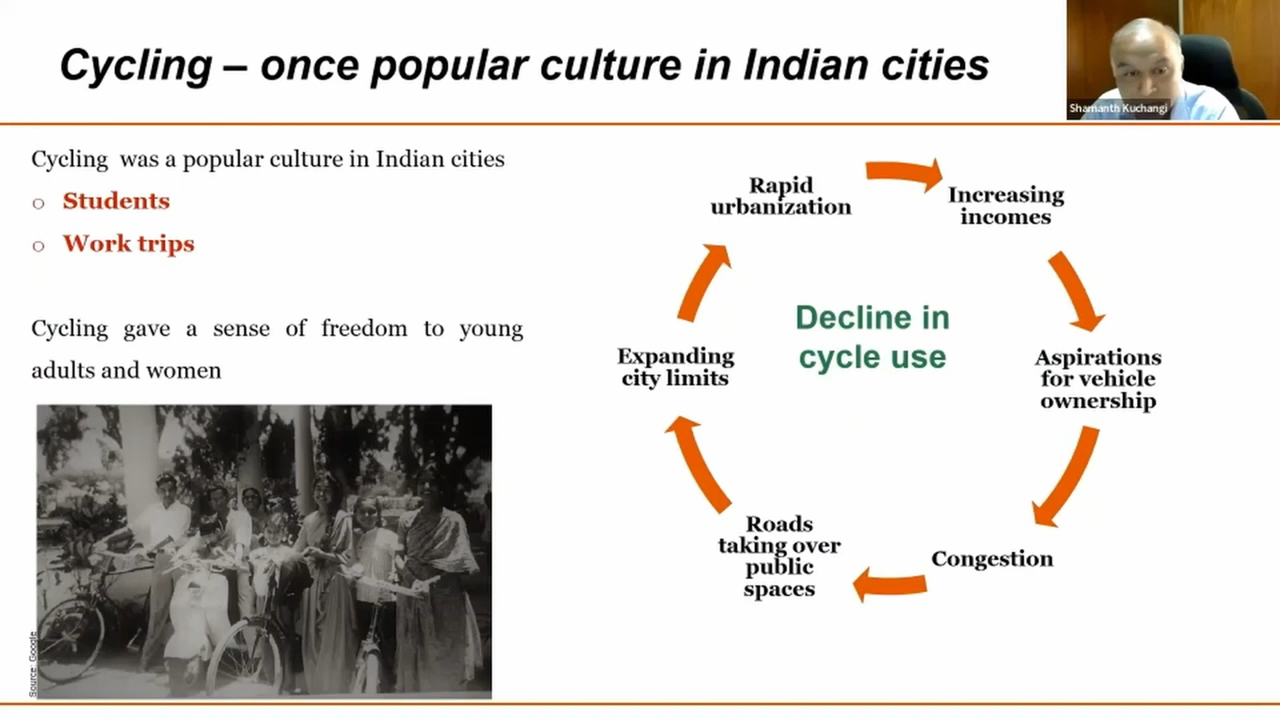 Cycling – once popular culture in Indian cities
Shamanth Kuchangi
Cycling was a popular culture in Indian cities
o Students
o Work trips
Cycling gave a sense of freedom to young
adults and women
Source: Google
Rapid
urbanization
Increasing
incomes
Aspirations
for vehicle
ownership
Congestion
Roads
taking over
public
spaces
Expanding
city limits
Decline in
cycle use